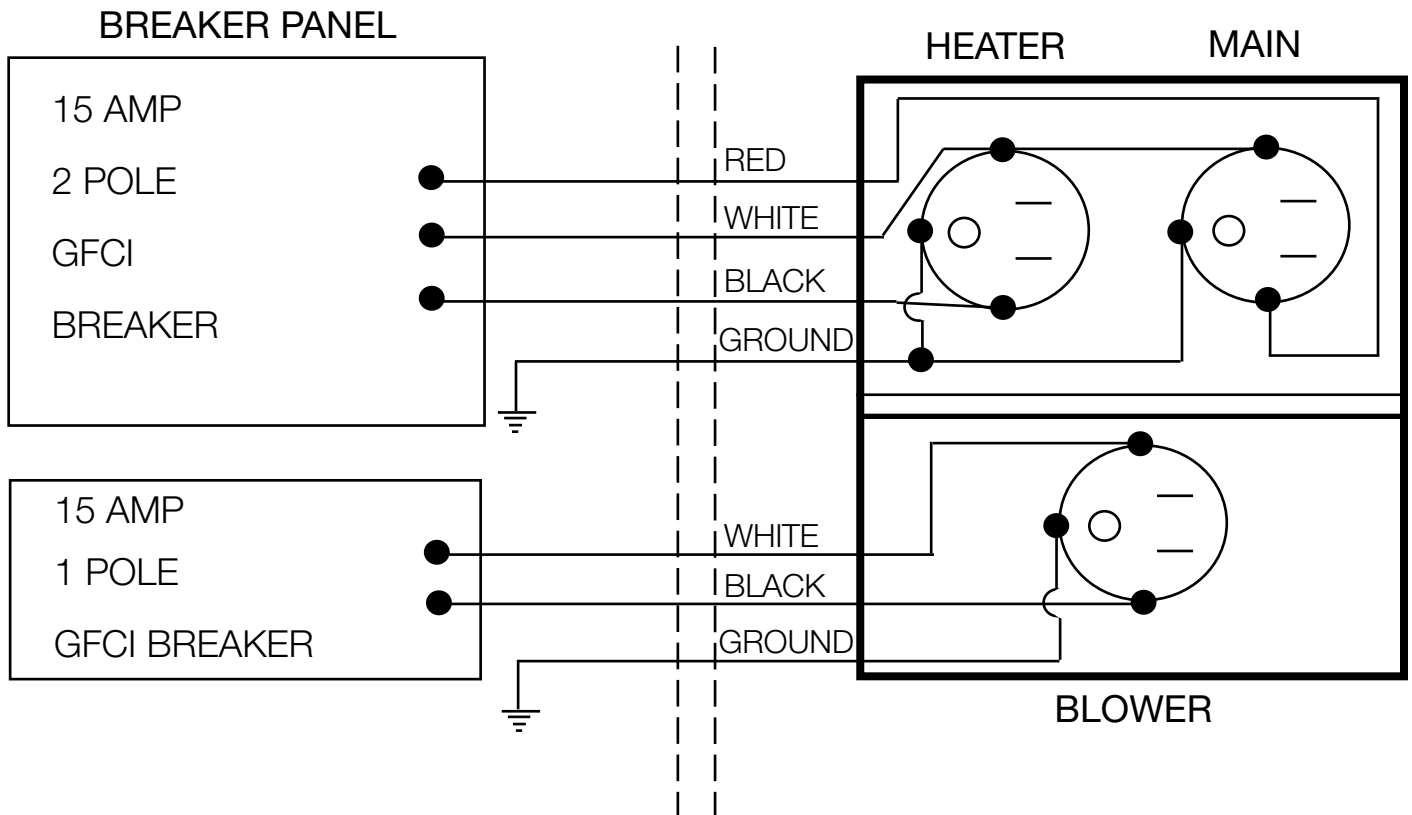 BREAKER PANEL
HEATER
MAIN
15 AMP
2 POLE
GFCI
BREAKER
RED
WHITE
BLACK
GROUND
15 AMP
1 POLE
GFCI BREAKER
WHITE
BLACK
GROUND
BLOWER